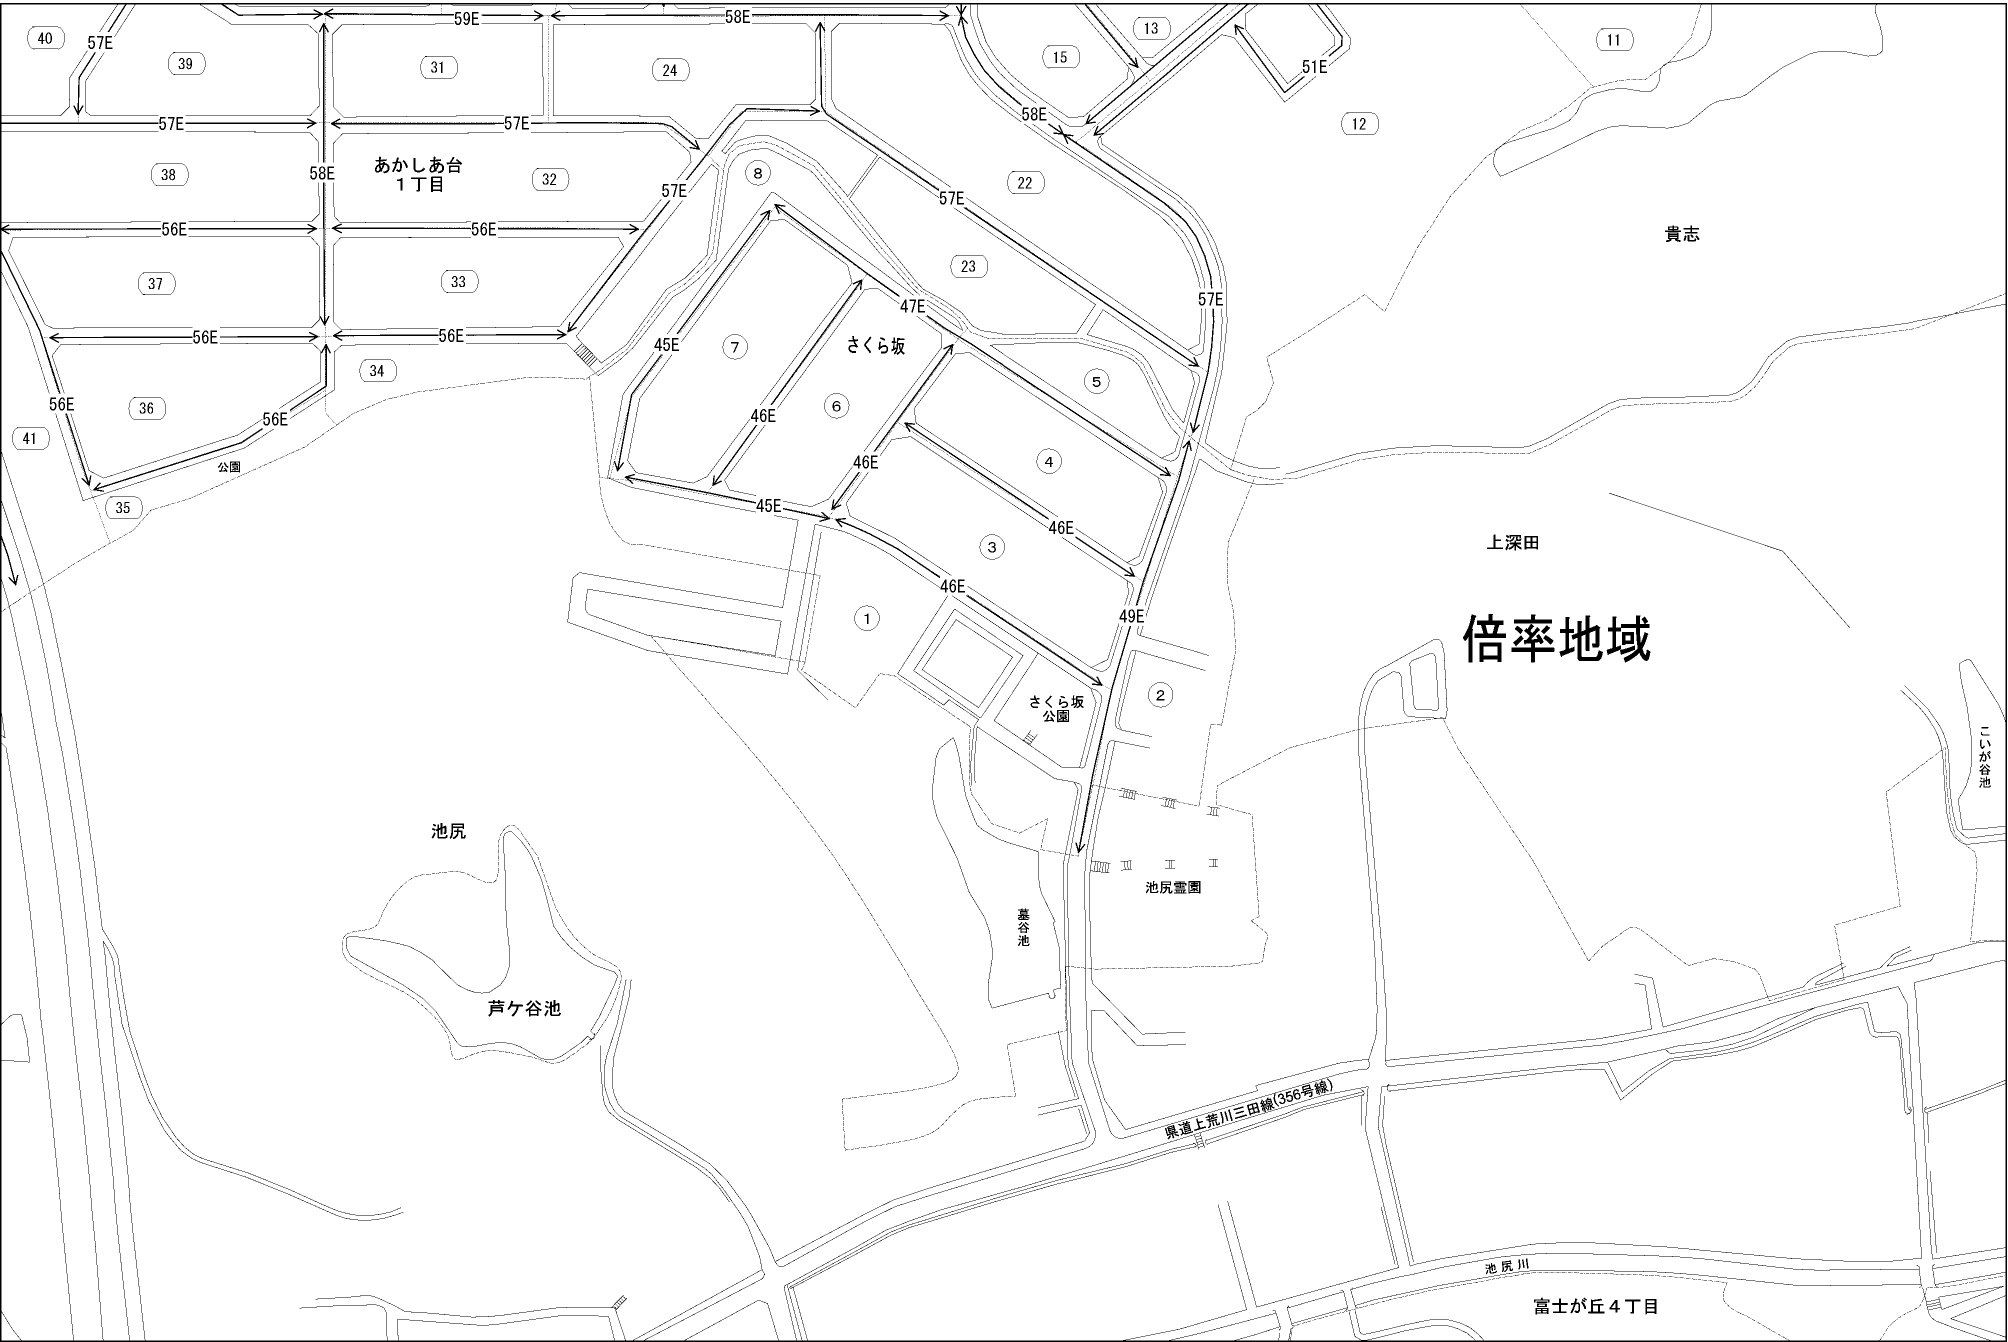 59E
58E
40
57E
39
31
24
15
13
51E
11
57E
57E
58E
12
38
58E
あかしあ台
1丁目
32
57E
8
57E
22
56E
56E
貴志
37
33
23
57E
47E
56E
56E
45E
7
さくら坂
34
5
56E
36
56E
46E
6
41
公園
46E
4
35
45E
46E
3
上深田
46E
49E
1
倍率地域
2
さくら坂
公園
こいが谷池
池尻
池尻霊園
墓谷池
芦ケ谷池
県道上荒川三田線(356号線)
池尻川
富士が丘4丁目